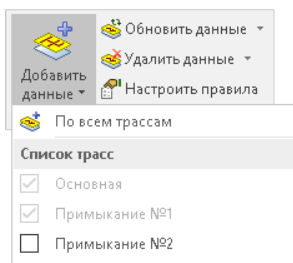 Добавить
данные
Обновить данные
Удалить данные
Настроить правила
По всем трассам
Список трасс
Основная
Примыкание №1
Примыкание №2